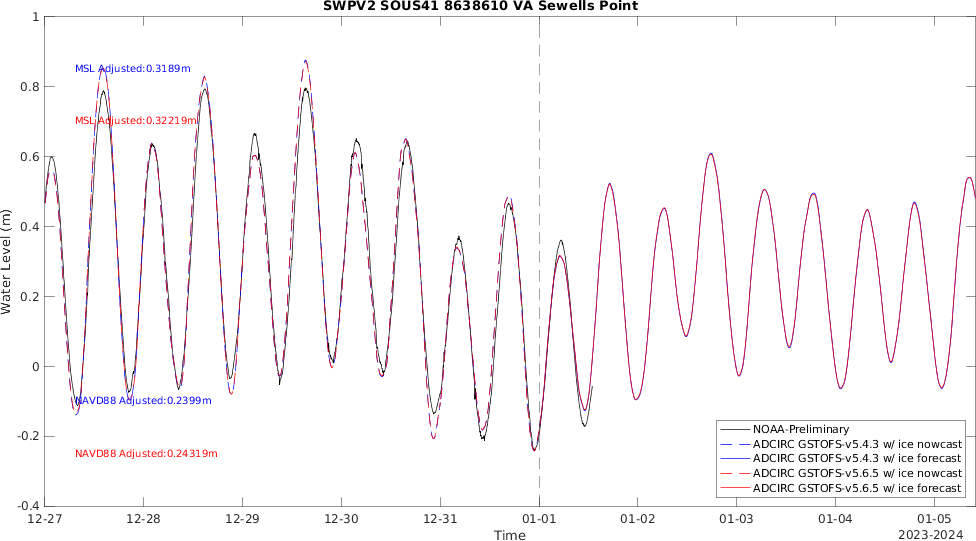 SWPV2 SOUS41 8638610 VA Sewells Point
1
0.8
0.6
0.4
0.2
0
-0.2
-0.4
Water Level (m)
MSL Adjusted:0.3189m
MSL Adjusted:0.32219m
NAVD88 Adjusted:0.2399m
NAVD88 Adjusted:0.24319m
NOAA-Preliminary
ADCIRC GSTOFS-v5.4.3 w/ ice nowcast
ADCIRC GSTOFS-v5.4.3 w/ ice forecast
ADCIRC GSTOFS-v5.6.5 w/ ice nowcast
ADCIRC GSTOFS-v5.6.5 w/ ice forecast
12-27 12-28 12-29 12-30 12-31 01-01 01-02 01-03 01-04 01-05
Time
2023-2024